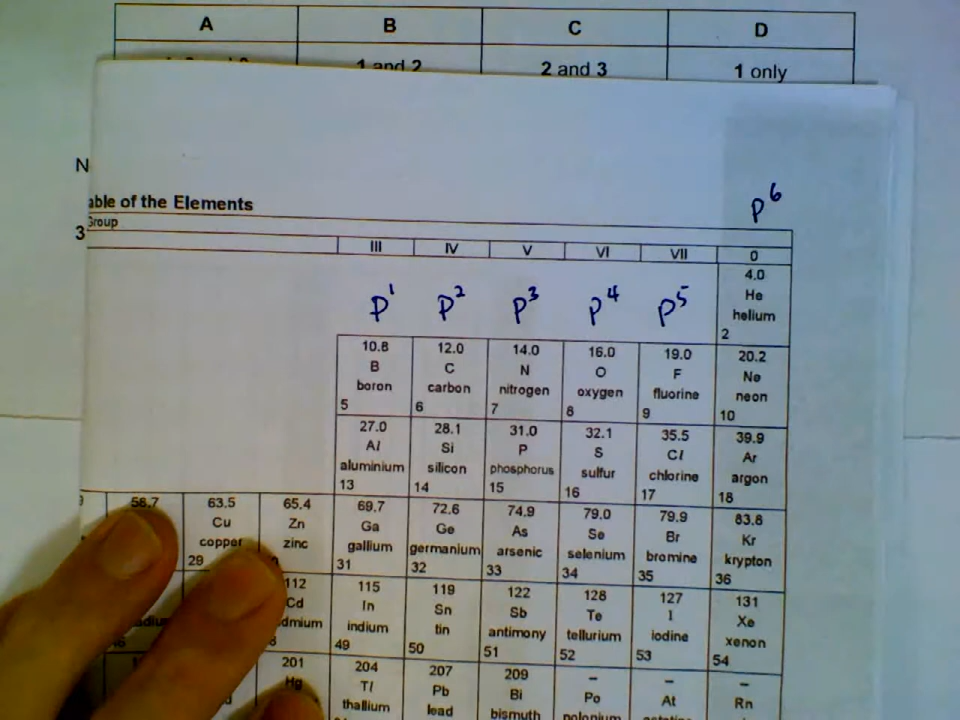 A B C D
1 and 2 2 and 3 1 only
N
able of the Elements
p6
3
Group
III IV V VI VII 0
4.0
He
helium
2
p1 p2 p3 p4 p5
10.8 12.0 14.0 16.0 19.0 20.2
B C N O F Ne
boron carbon nitrogen oxygen fluorine neon
5 6 7 8 9 10
27.0 28.1 31.0 32.1 35.5 39.9
Al Si P S Cl Ar
aluminium silicon phosphorus sulfur chlorine argon
13 14 15 16 17 18
58.7 63.5 65.4 69.7 72.6 74.9 79.0 79.9 83.8
Cu Zn Ga Ge As Se Br Kr
copper zinc gallium germanium arsenic selenium bromine krypton
29 31 32 33 34 35 36
112 115 119 122 128 127 131
Cd In Sn Sb Te I Xe
dmium indium tin antimony tellurium iodine xenon
49 50 51 52 53 54
201 204 207 209 – – –
Hg Tl Pb Bi Po At Rn
thallium lead bismuth polonium